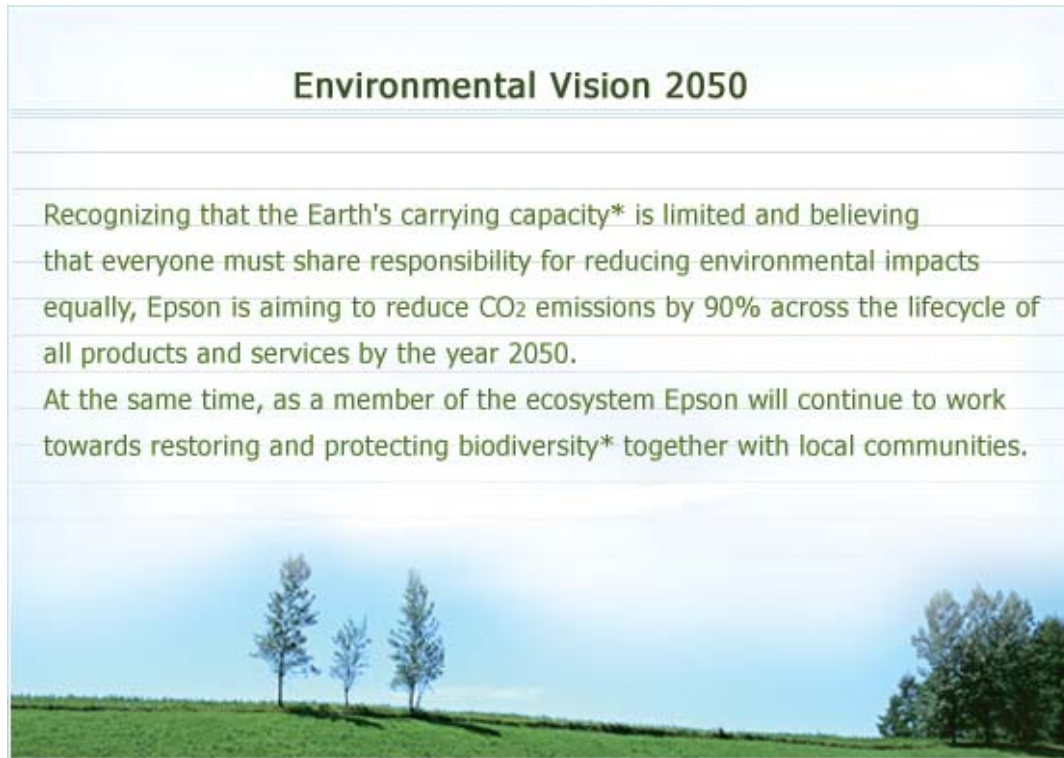 Environmental Vision 2050
Recognizing that the Earth's carrying capacity* is limited and believing
that everyone must share responsibility for reducing environmental impacts
equally, Epson is aiming to reduce CO2 emissions by 90% across the lifecycle of
all products and services by the year 2050.
At the same time, as a member of the ecosystem Epson will continue to work
towards restoring and protecting biodiversity* together with local communities.